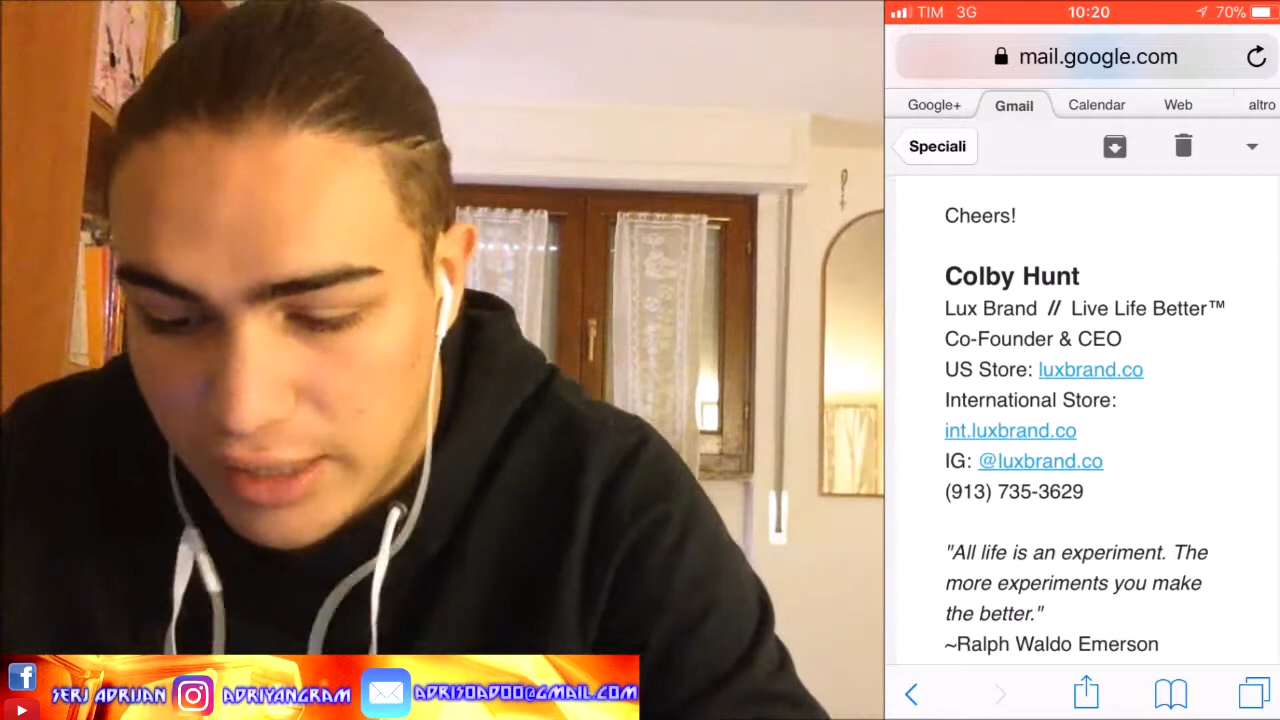 TIM 3G 10:20 70%
mail.google.com
Google+ Gmail Calendar Web altro
Speciali
Cheers!
Colby Hunt
Lux Brand // Live Life Better™
Co-Founder & CEO
US Store: luxbrand.co
International Store:
int.luxbrand.co
IG: @luxbrand.co
(913) 735-3629
"All life is an experiment. The
more experiments you make
the better."
~Ralph Waldo Emerson
SERJ ADRIJAN ADRIYANGRAM